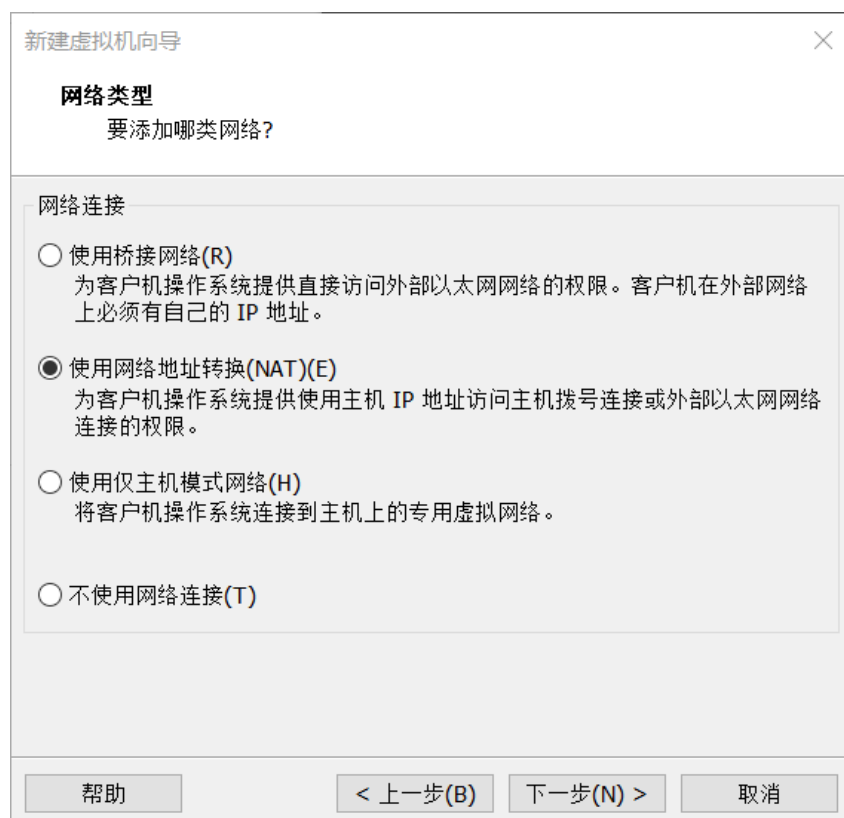 新建虚拟机向导
网络类型
要添加哪类网络?
网络连接
使用桥接网络(R)
为客户机操作系统提供直接访问外部以太网网络的权限。客户机在外部网络
上必须有自己的 IP 地址。
使用网络地址转换(NAT)(E)
为客户机操作系统提供使用主机 IP 地址访问主机拨号连接或外部以太网网络
连接的权限。
使用仅主机模式网络(H)
将客户机操作系统连接到主机上的专用虚拟网络。
不使用网络连接(T)
帮助
< 上一步(B)
下一步(N) >
取消